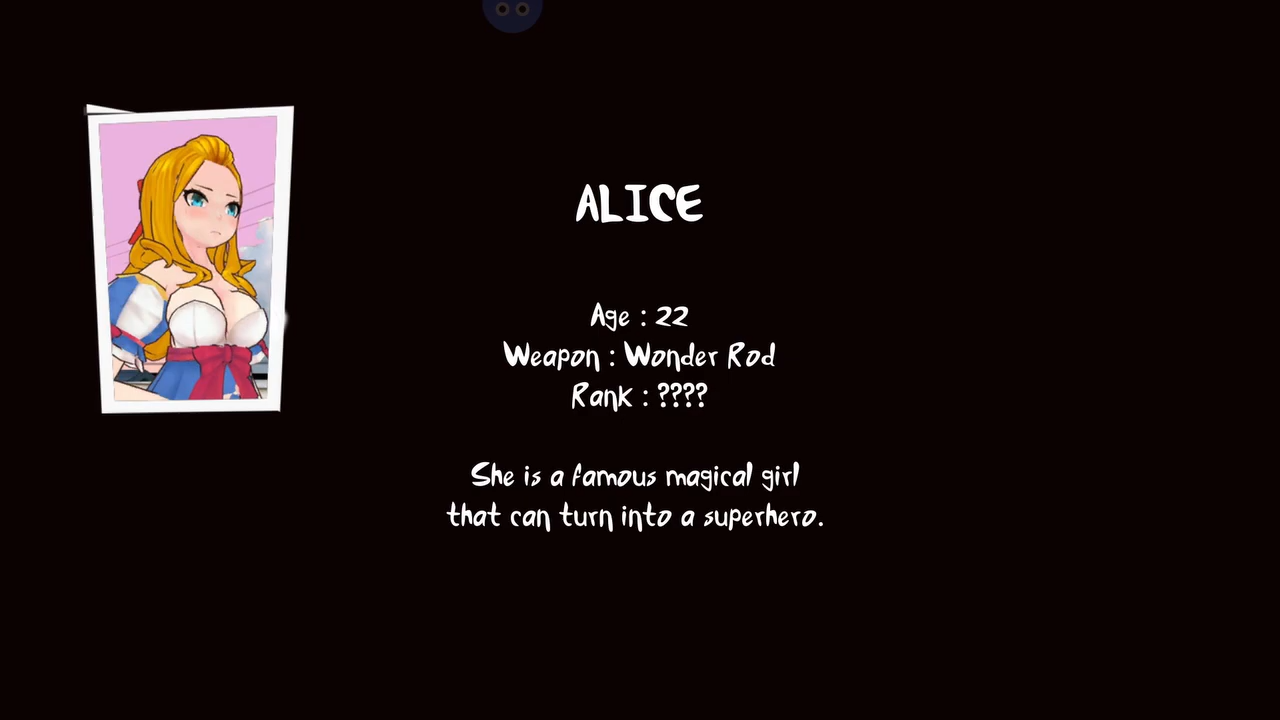 ALICE
Age : 22
Weapon : Wonder Rod
Rank : ????
She is a famous magical girl
that can turn into a superhero.